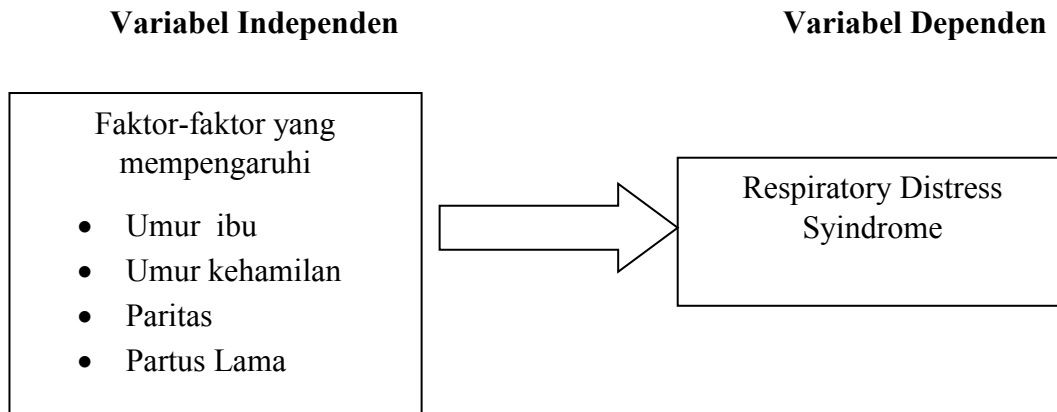 Variabel Independen
Variabel Dependen
Faktor-faktor yang
mempengaruhi
• Umur ibu
• Umur kehamilan
• Paritas
• Partus Lama
Respiratory Distress
Syindrome